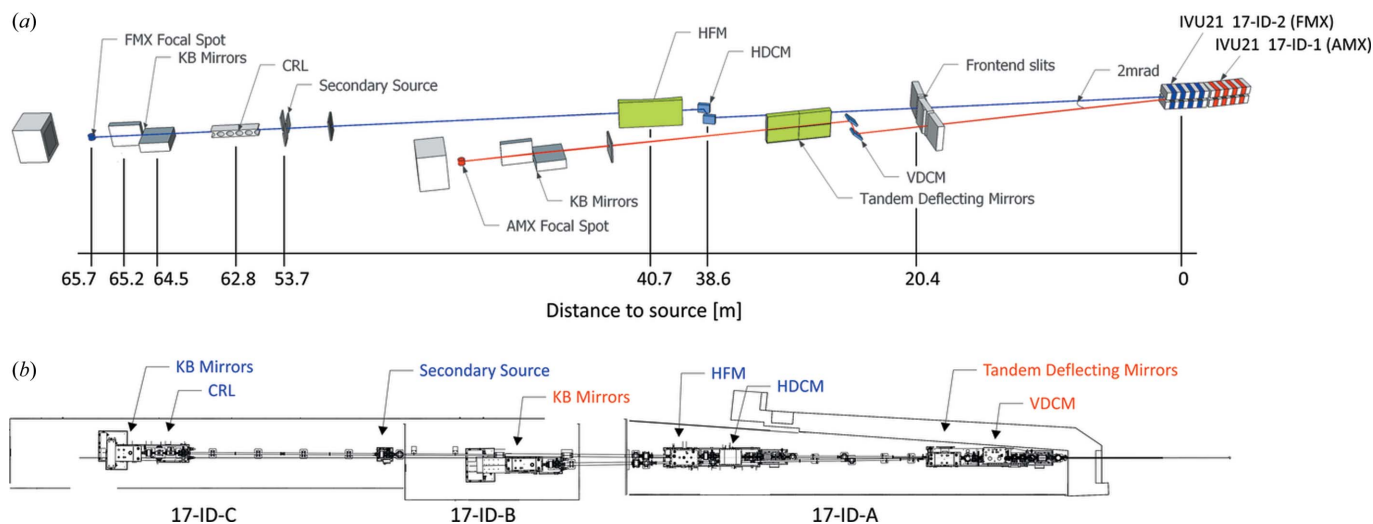 (a)
IVU21 17-ID-2 (FMX)
IVU21 17-ID-1 (AMX)
FMX Focal Spot
KB Mirrors
CRL
Secondary Source
HFM
HDCM
Frontend slits
2mrad
KB Mirrors
AMX Focal Spot
VDCM
Tandem Deflecting Mirrors
65.7 65.2 64.5 62.8 53.7 40.7 38.6 20.4 0
Distance to source [m]
(b)
KB Mirrors
CRL
Secondary Source
KB Mirrors
HFM
HDCM
Tandem Deflecting Mirrors
VDCM
17-ID-C 17-ID-B 17-ID-A